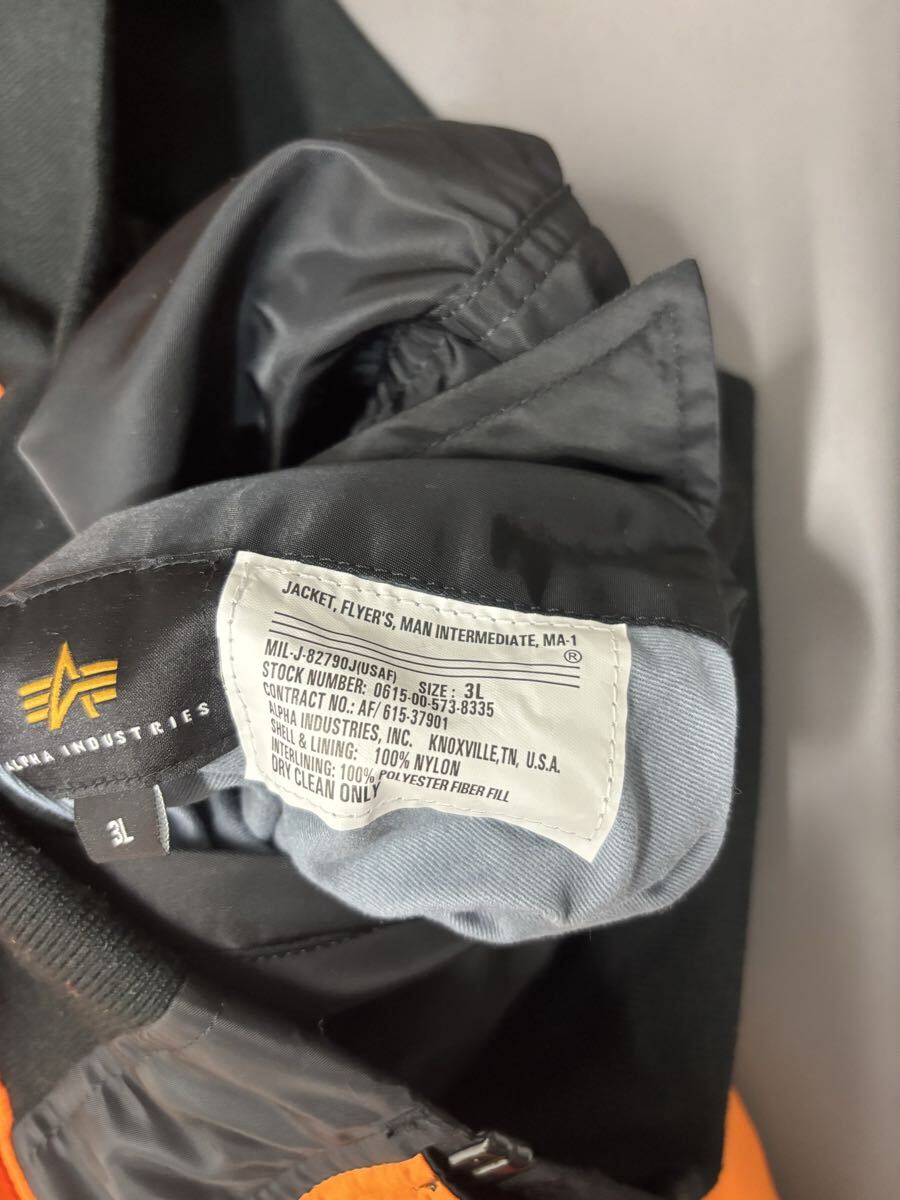 JACKET, FLYER'S, MAN INTERMEDIATE, MA-1
®
MIL-J-82790J(USAF) SIZE: 3L
STOCK NUMBER: 0615-00-573-8335
CONTRACT NO.: AF/ 615-37901
ALPHA INDUSTRIES, INC. KNOXVILLE,TN, U.S.A.
SHELL & LINING: 100% NYLON
INTERLINING: 100% POLYESTER FIBER FILL
DRY CLEAN ONLY
ALPHA INDUSTRIES
3L